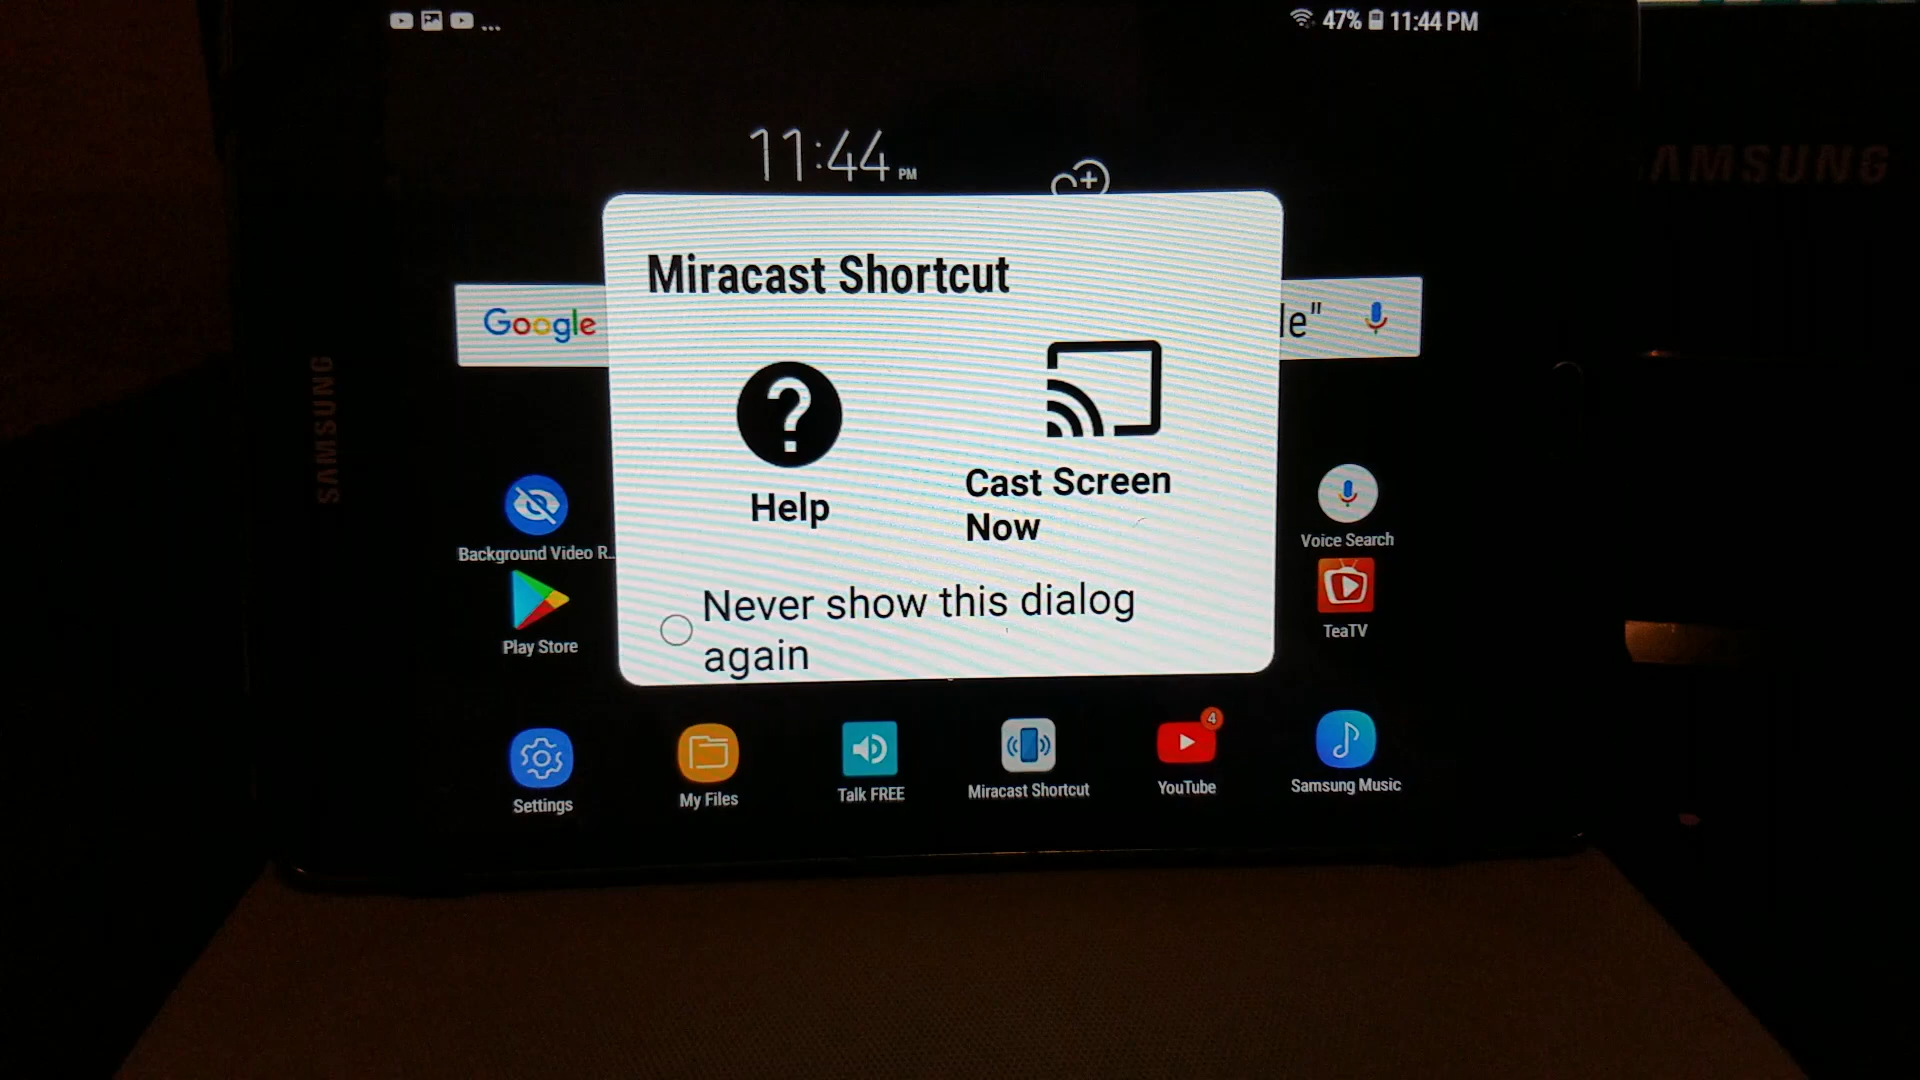 ...
47% 11:44 PM
11:44 PM
SAMSUNG
Miracast Shortcut
Google
le"
Help
Cast Screen
Now
Never show this dialog
again
SAMSUNG
Background Video R...
Voice Search
Play Store
TeaTV
Settings
My Files
Talk FREE
Miracast Shortcut
YouTube
4
Samsung Music